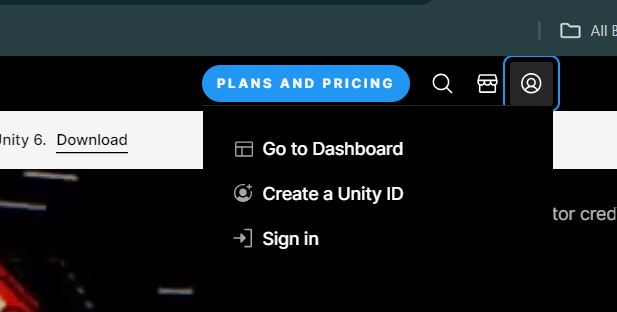 All
PLANS AND PRICING
Unity 6. Download
Go to Dashboard
Create a Unity ID
tor cred
Sign in